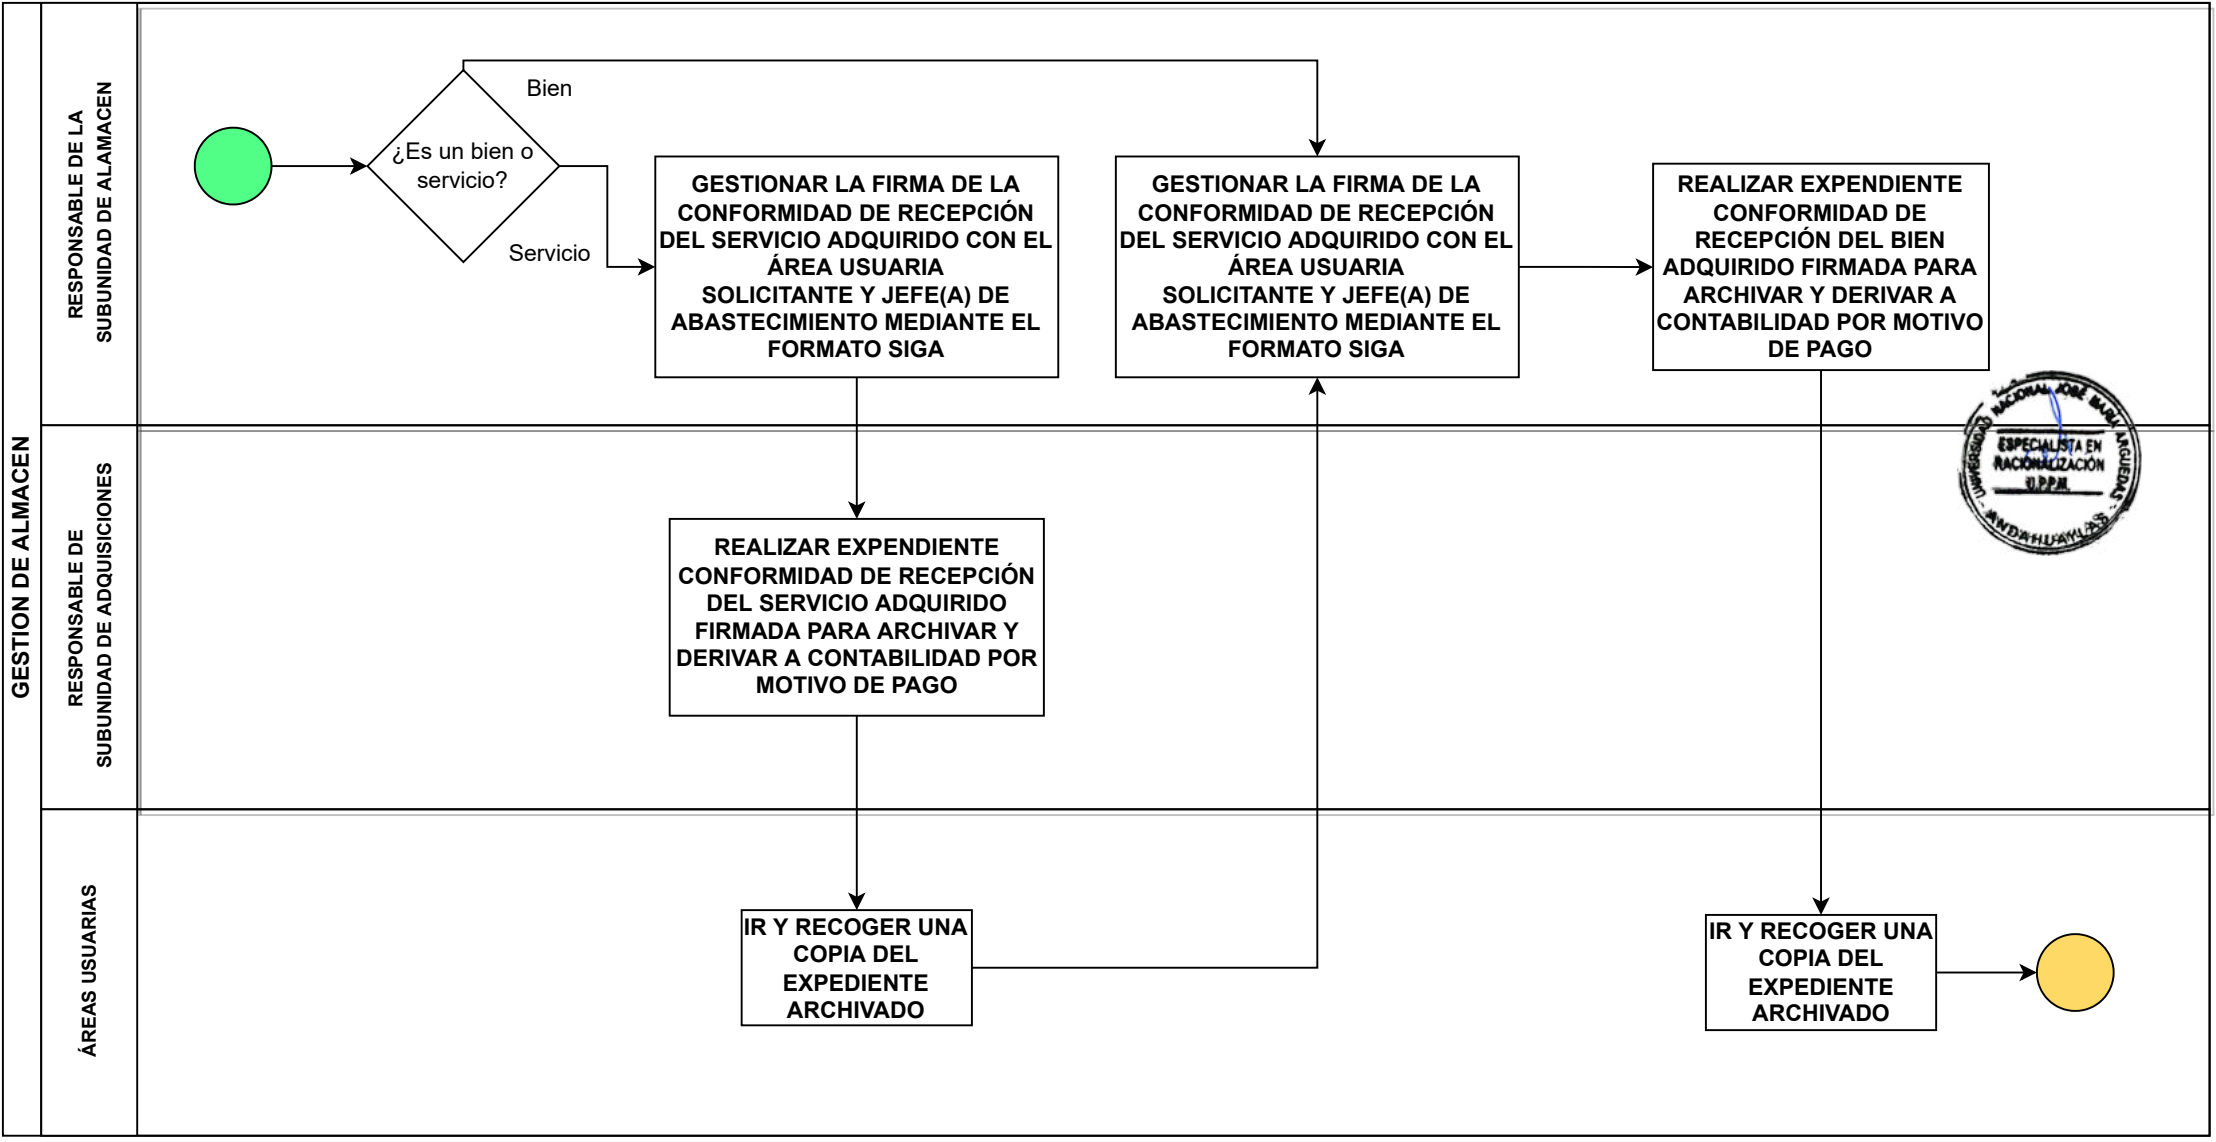 GESTION DE ALMACEN
RESPONSABLE DE LA
SUBUNIDAD DE ALAMACEN
¿Es un bien o
servicio?
Bien
Servicio
GESTIONAR LA FIRMA DE LA
CONFORMIDAD DE RECEPCIÓN
DEL SERVICIO ADQUIRIDO CON EL
ÁREA USUARIA
SOLICITANTE Y JEFE(A) DE
ABASTECIMIENTO MEDIANTE EL
FORMATO SIGA
GESTIONAR LA FIRMA DE LA
CONFORMIDAD DE RECEPCIÓN
DEL SERVICIO ADQUIRIDO CON EL
ÁREA USUARIA
SOLICITANTE Y JEFE(A) DE
ABASTECIMIENTO MEDIANTE EL
FORMATO SIGA
REALIZAR EXPENDIENTE
CONFORMIDAD DE
RECEPCIÓN DEL BIEN
ADQUIRIDO FIRMADA PARA
ARCHIVAR Y DERIVAR A
CONTABILIDAD POR MOTIVO
DE PAGO
UNIVERSIDAD NACIONAL JOSÉ MARÍA ARGUEDAS
ESPECIALISTA EN
RACIONALIZACIÓN
U.P.P.M.
- ANDAHUAYLAS -
RESPONSABLE DE
SUBUNIDAD DE ADQUISICIONES
REALIZAR EXPENDIENTE
CONFORMIDAD DE RECEPCIÓN
DEL SERVICIO ADQUIRIDO
FIRMADA PARA ARCHIVAR Y
DERIVAR A CONTABILIDAD POR
MOTIVO DE PAGO
ÁREAS USUARIAS
IR Y RECOGER UNA
COPIA DEL
EXPEDIENTE
ARCHIVADO
IR Y RECOGER UNA
COPIA DEL
EXPEDIENTE
ARCHIVADO